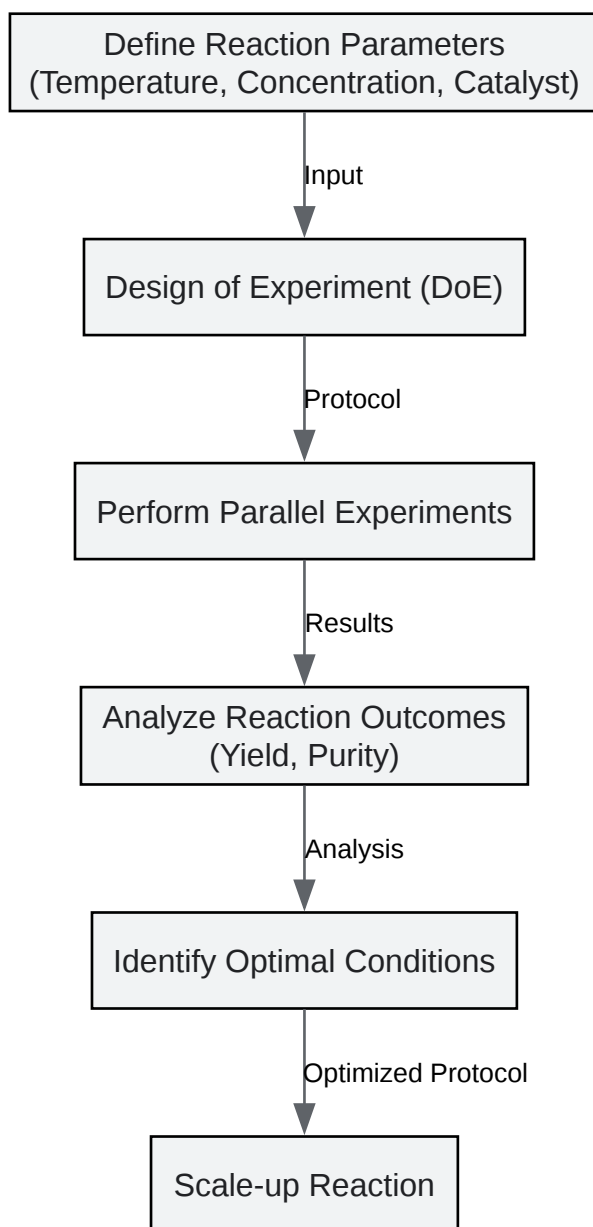 Define Reaction Parameters
(Temperature, Concentration, Catalyst)
Input
Design of Experiment (DoE)
Protocol
Perform Parallel Experiments
Results
Analyze Reaction Outcomes
(Yield, Purity)
Analysis
Identify Optimal Conditions
Optimized Protocol
Scale-up Reaction